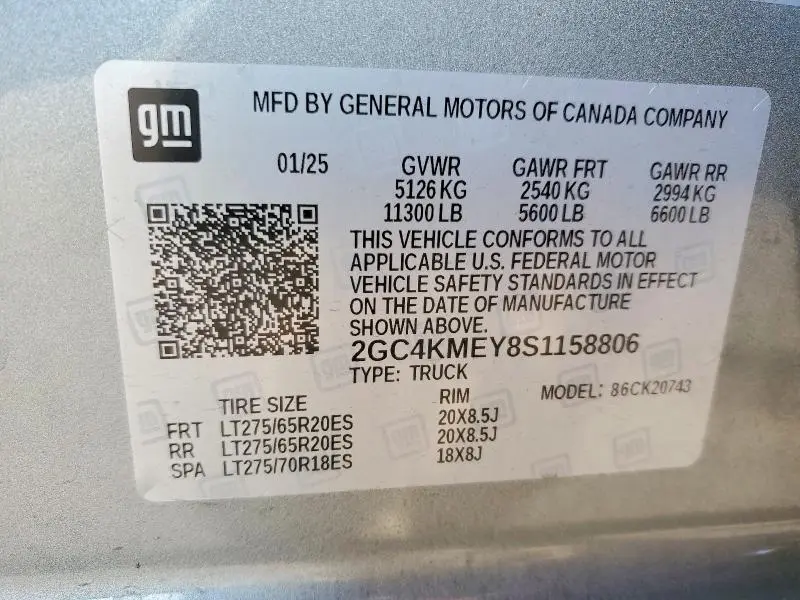 gm
MFD BY GENERAL MOTORS OF CANADA COMPANY
01/25 GVWR GAWR FRT GAWR RR
5126 KG 2540 KG 2994 KG
11300 LB 5600 LB 6600 LB
THIS VEHICLE CONFORMS TO ALL
APPLICABLE U.S. FEDERAL MOTOR
VEHICLE SAFETY STANDARDS IN EFFECT
ON THE DATE OF MANUFACTURE
SHOWN ABOVE.
2GC4KMEY8S1158806
TYPE: TRUCK
MODEL: 86CK20743
TIRE SIZE RIM
FRT LT275/65R20ES 20X8.5J
RR LT275/65R20ES 20X8.5J
SPA LT275/70R18ES 18X8J